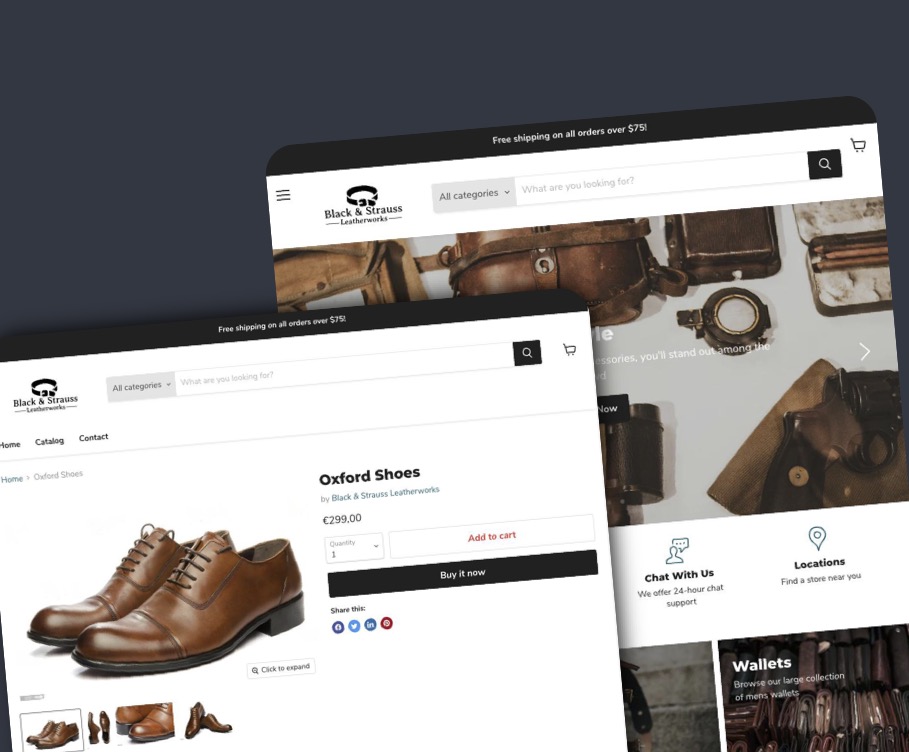 Free shipping on all orders over $75!
Black & Strauss
Leatherworks
All categories
What are you looking for?
essories, you'll stand out among the
Now
Chat With Us
We offer 24-hour chat
support
Locations
Find a store near you
Wallets
Browse our large collection
of mens wallets
Free shipping on all orders over $75!
Black & Strauss
Leatherworks
All categories
What are you looking for?
Home Catalog Contact
Home > Oxford Shoes
Oxford Shoes
by Black & Strauss Leatherworks
€299,00
Quantity
1
Add to cart
Buy it now
Share this:
Click to expand